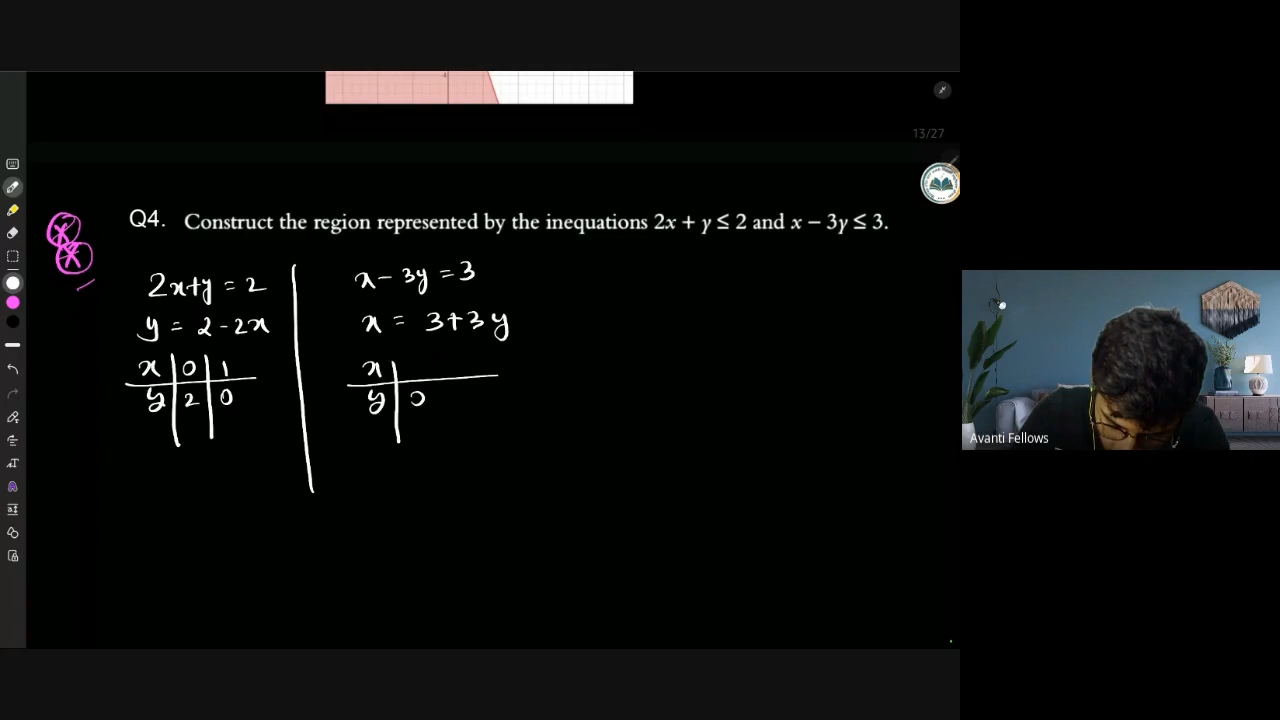 13/27
Q4. Construct the region represented by the inequations 2x + y ≤ 2 and x − 3y ≤ 3.
2x+y = 2
y = 2 - 2x
x | 0 | 1
y | 2 | 0
x - 3y = 3
x = 3+3y
x |
y | 0
Avanti Fellows